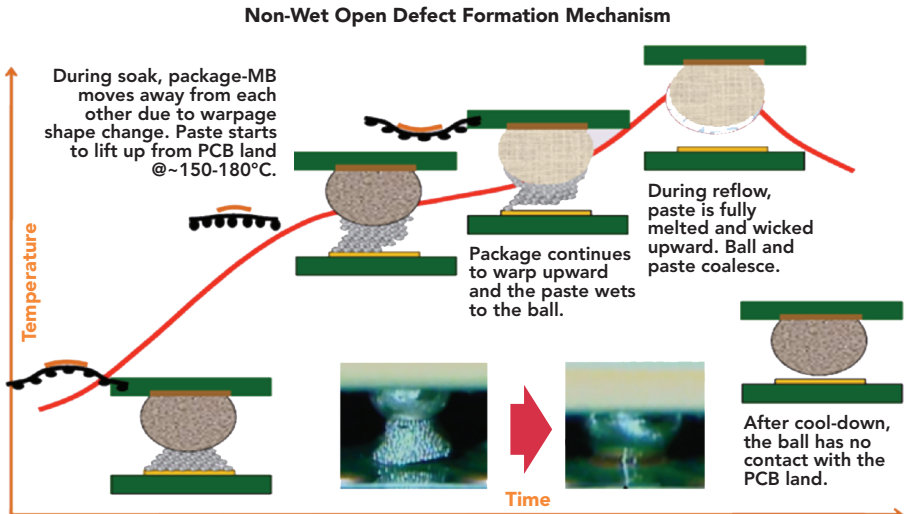 Non-Wet Open Defect Formation Mechanism
During soak, package-MB
moves away from each
other due to warpage
shape change. Paste starts
to lift up from PCB land
@~150-180°C.
Package continues
to warp upward
and the paste wets
to the ball.
During reflow,
paste is fully
melted and wicked
upward. Ball and
paste coalesce.
After cool-down,
the ball has no
contact with the
PCB land.
Temperature
Time